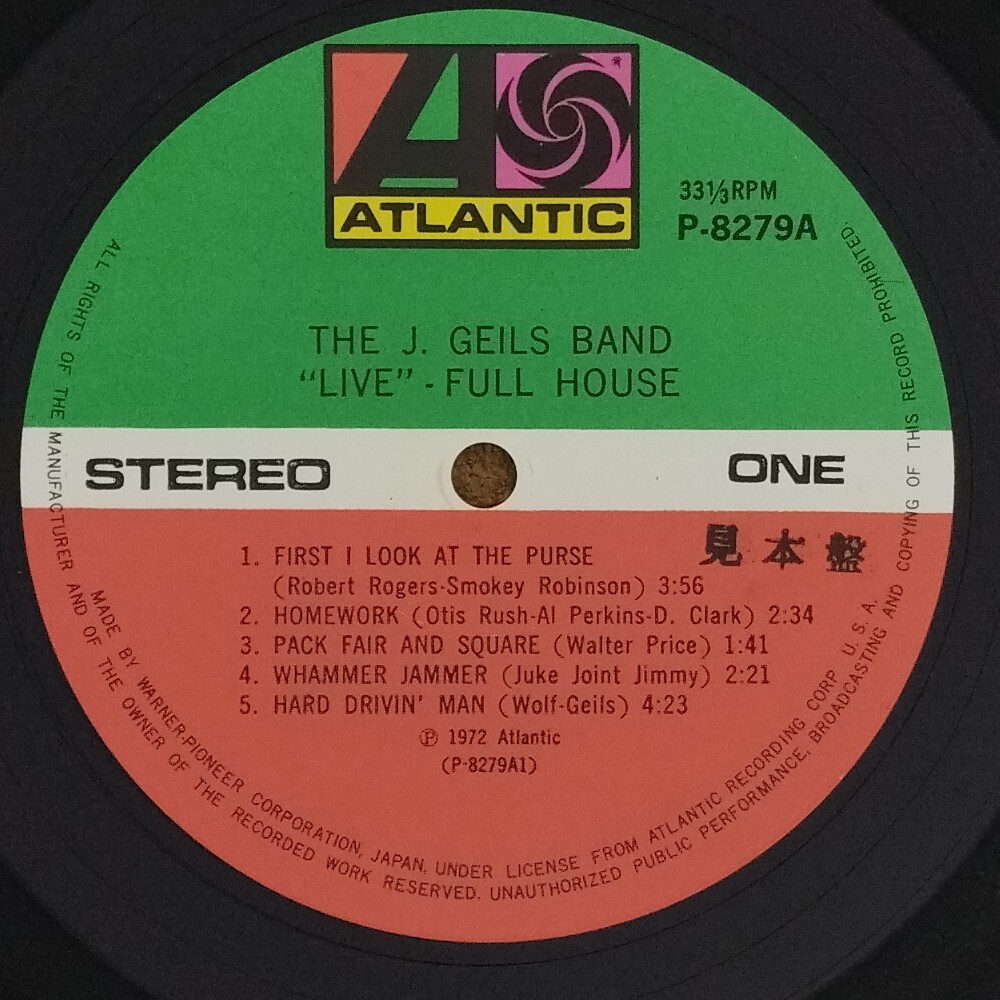 ATLANTIC
33⅓RPM
P-8279A
THE J. GEILS BAND
“LIVE” - FULL HOUSE
STEREO
ONE
見本盤
1. FIRST I LOOK AT THE PURSE
(Robert Rogers-Smokey Robinson) 3:56
2. HOMEWORK (Otis Rush-Al Perkins-D. Clark) 2:34
3. PACK FAIR AND SQUARE (Walter Price) 1:41
4. WHAMMER JAMMER (Juke Joint Jimmy) 2:21
5. HARD DRIVIN’ MAN (Wolf-Geils) 4:23
Ⓟ 1972 Atlantic
(P-8279A1)
MADE BY WARNER-PIONEER CORPORATION, JAPAN, UNDER LICENSE FROM ATLANTIC RECORDING CORP. U. S. A.
ALL RIGHTS OF THE MANUFACTURER AND OF THE OWNER OF THE RECORDED WORK RESERVED. UNAUTHORIZED PUBLIC PERFORMANCE, BROADCASTING AND COPYING OF THIS RECORD PROHIBITED.